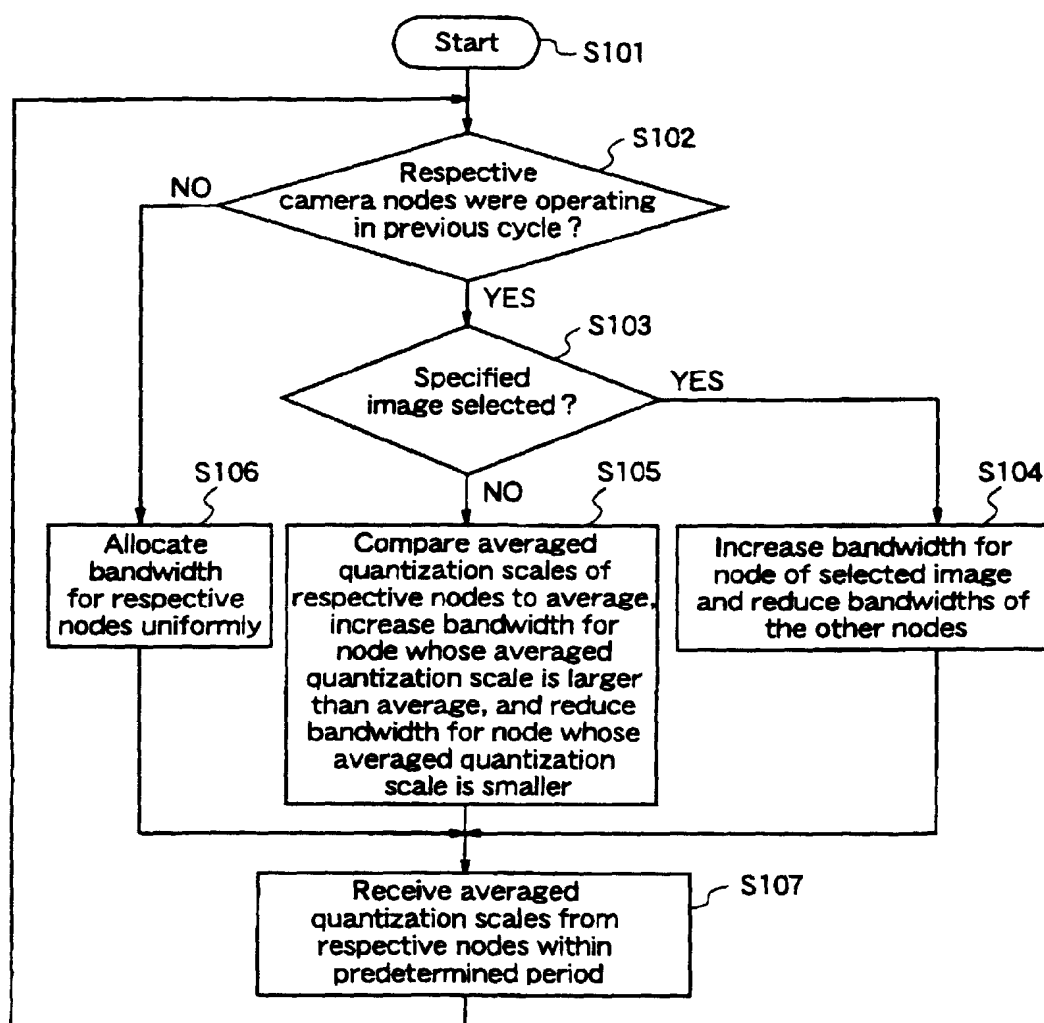 Start
S101
S102
Respective
camera nodes were operating
in previous cycle ?
NO
YES
S103
Specified
image selected ?
YES
NO
S106
Allocate
bandwidth
for respective
nodes uniformly
S105
Compare averaged
quantization scales of
respective nodes to average,
increase bandwidth for
node whose averaged
quantization scale is larger
than average, and reduce
bandwidth for node whose
averaged quantization
scale is smaller
S104
Increase bandwidth for
node of selected image
and reduce bandwidths of
the other nodes
S107
Receive averaged
quantization scales from
respective nodes within
predetermined period